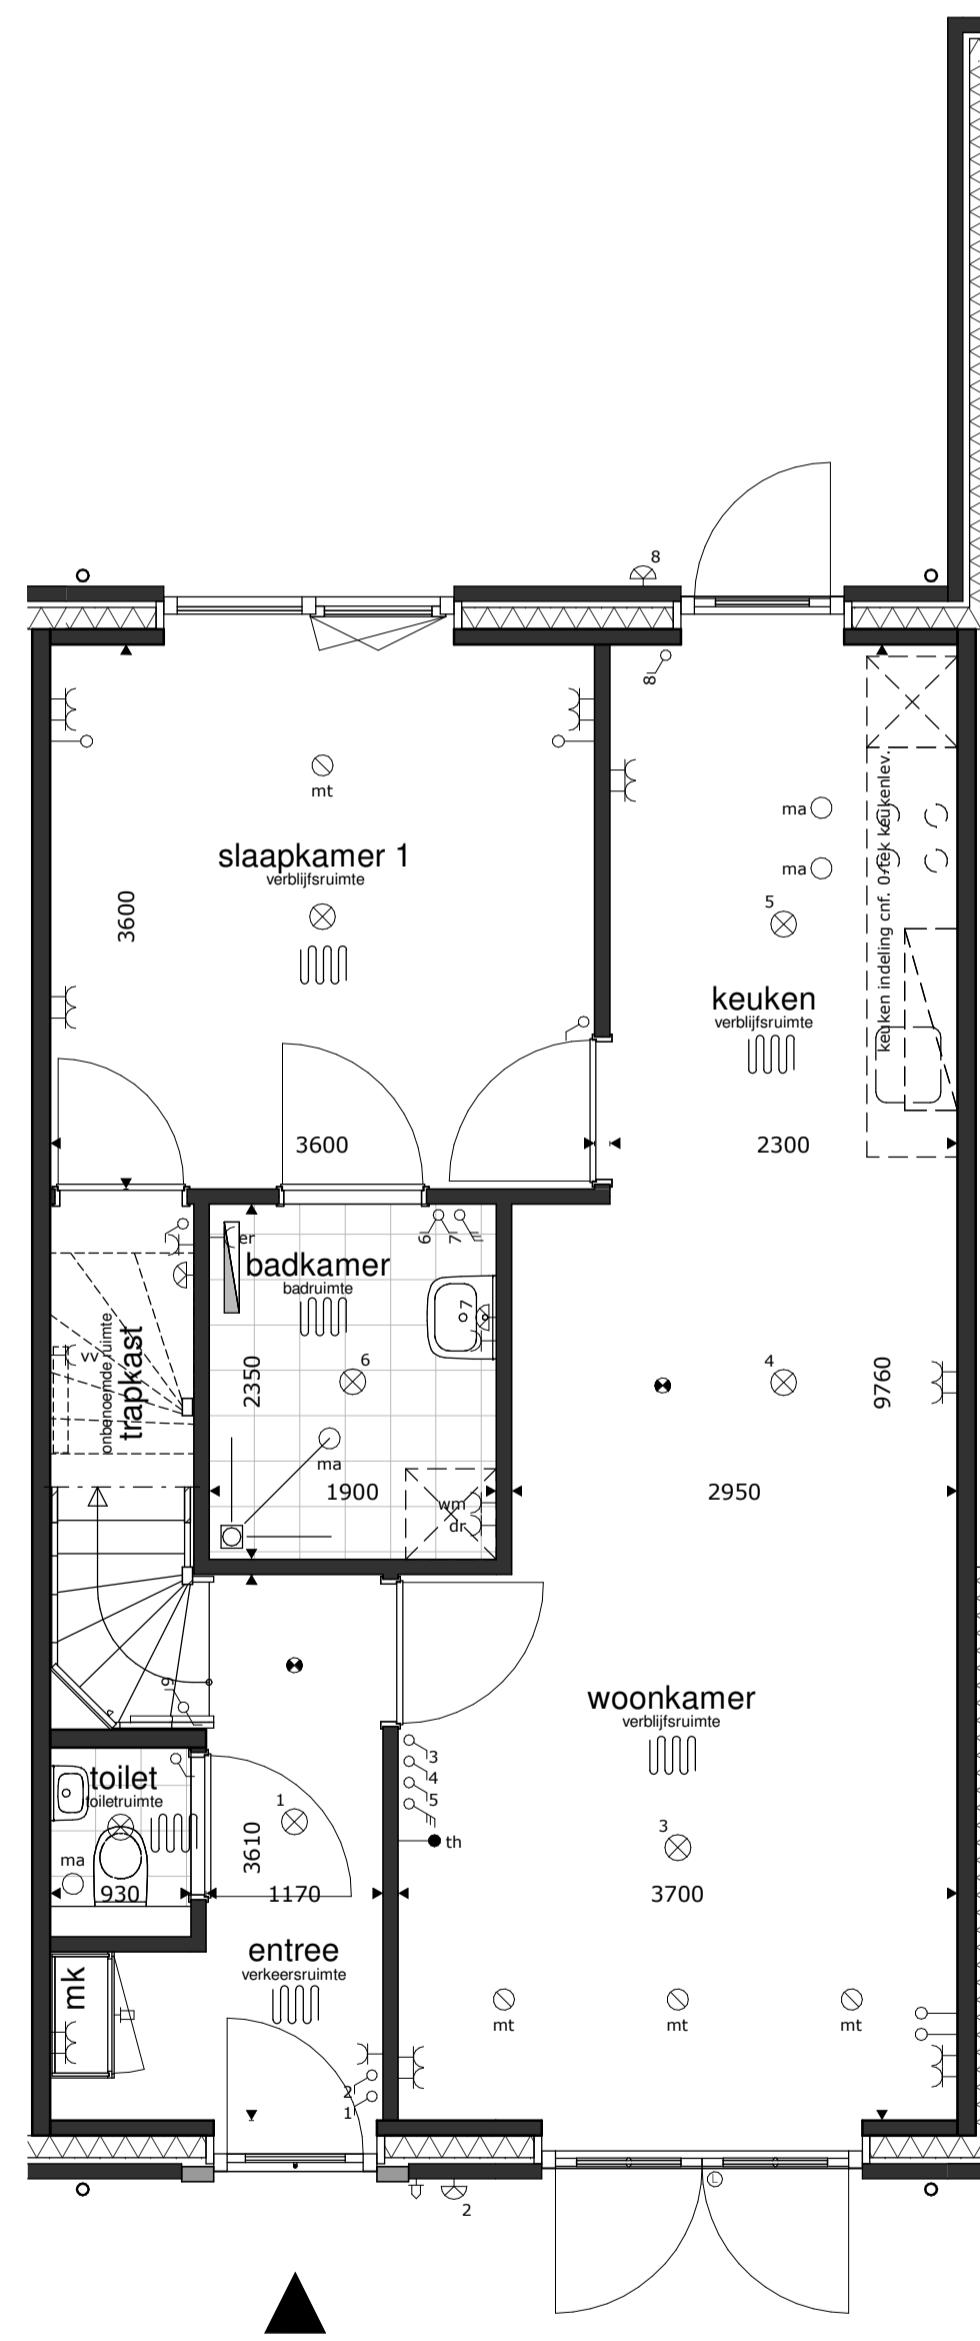 8
8
mt
slaapkamer 1
verblijfsruimte
3600
3600
ma
ma
5
keuken indeling cnf. 0-tek keukenlev.
keuken
verblijfsruimte
2300
6
7
er
badkamer
badruimte
7
2350
6
ma
1900
wm
dr
onbenoemde ruimte
trapkast
4
9760
2950
9
woonkamer
verblijfsruimte
3
4
5
th
3
3700
toilet
toiletruimte
ma
930
1
3610
1170
entree
verkeersruimte
mk
mt
mt
mt
2
1
L
2